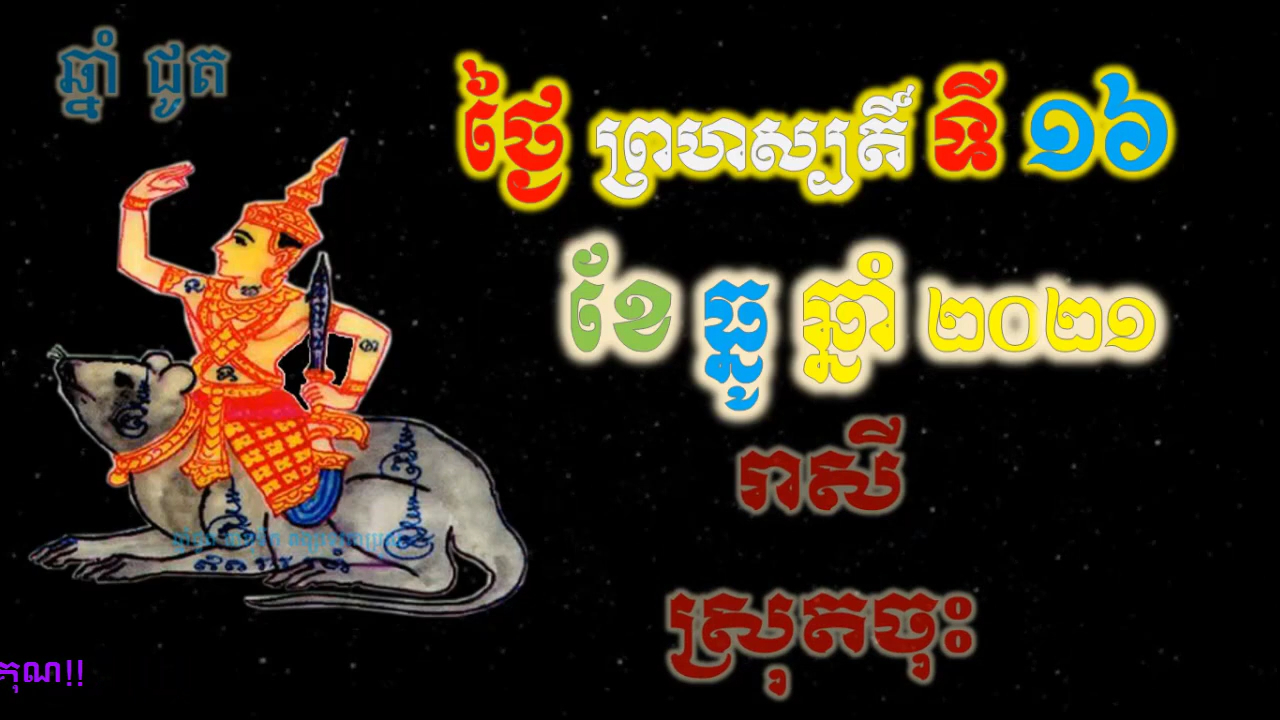 ឆ្នាំ ជូត
ថ្ងៃ ព្រហស្បតិ៍ ទី ១៦
ខែ ធ្នូ ឆ្នាំ ២០២១
រាសី
ស្រុតចុះ
គុណ!!